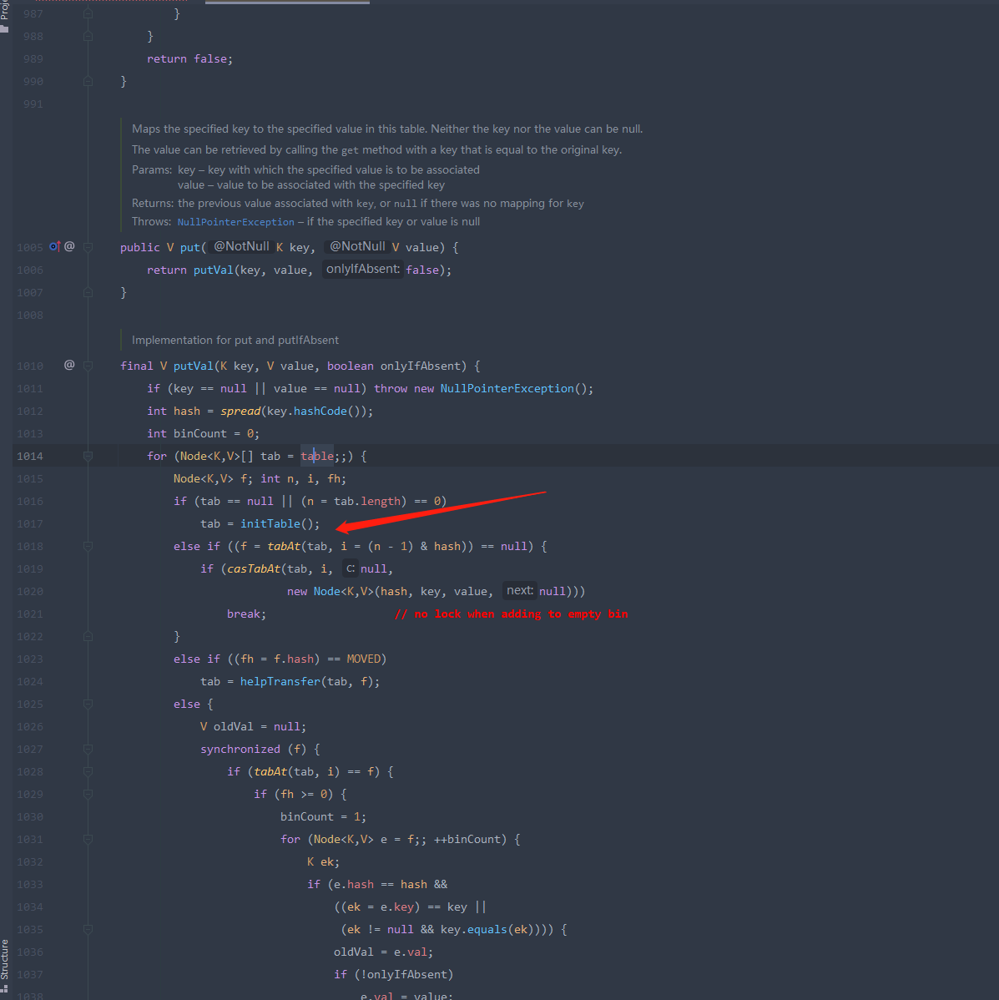 Proje
987 }
988 }
989 return false;
990 }
991
Maps the specified key to the specified value in this table. Neither the key nor the value can be null.
The value can be retrieved by calling the get method with a key that is equal to the original key.
Params: key – key with which the specified value is to be associated
value – value to be associated with the specified key
Returns: the previous value associated with key, or null if there was no mapping for key
Throws: NullPointerException – if the specified key or value is null
1005 @ public V put( @NotNull K key, @NotNull V value) {
1006 return putVal(key, value, onlyIfAbsent: false);
1007 }
1008
Implementation for put and putIfAbsent
1010 @ final V putVal(K key, V value, boolean onlyIfAbsent) {
1011 if (key == null || value == null) throw new NullPointerException();
1012 int hash = spread(key.hashCode());
1013 int binCount = 0;
1014 for (Node<K,V>[] tab = table;;) {
1015 Node<K,V> f; int n, i, fh;
1016 if (tab == null || (n = tab.length) == 0)
1017 tab = initTable();
1018 else if ((f = tabAt(tab, i = (n - 1) & hash)) == null) {
1019 if (casTabAt(tab, i, c: null,
1020 new Node<K,V>(hash, key, value, next: null)))
1021 break; // no lock when adding to empty bin
1022 }
1023 else if ((fh = f.hash) == MOVED)
1024 tab = helpTransfer(tab, f);
1025 else {
1026 V oldVal = null;
1027 synchronized (f) {
1028 if (tabAt(tab, i) == f) {
1029 if (fh >= 0) {
1030 binCount = 1;
1031 for (Node<K,V> e = f;; ++binCount) {
1032 K ek;
1033 if (e.hash == hash &&
1034 ((ek = e.key) == key ||
1035 (ek != null && key.equals(ek)))) {
1036 oldVal = e.val;
1037 if (!onlyIfAbsent)
1038 e.val = value;
Structure